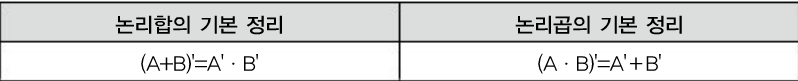 논리합의 기본 정리
논리곱의 기본 정리
(A+B)'=A' · B'
(A · B)'=A'+B'